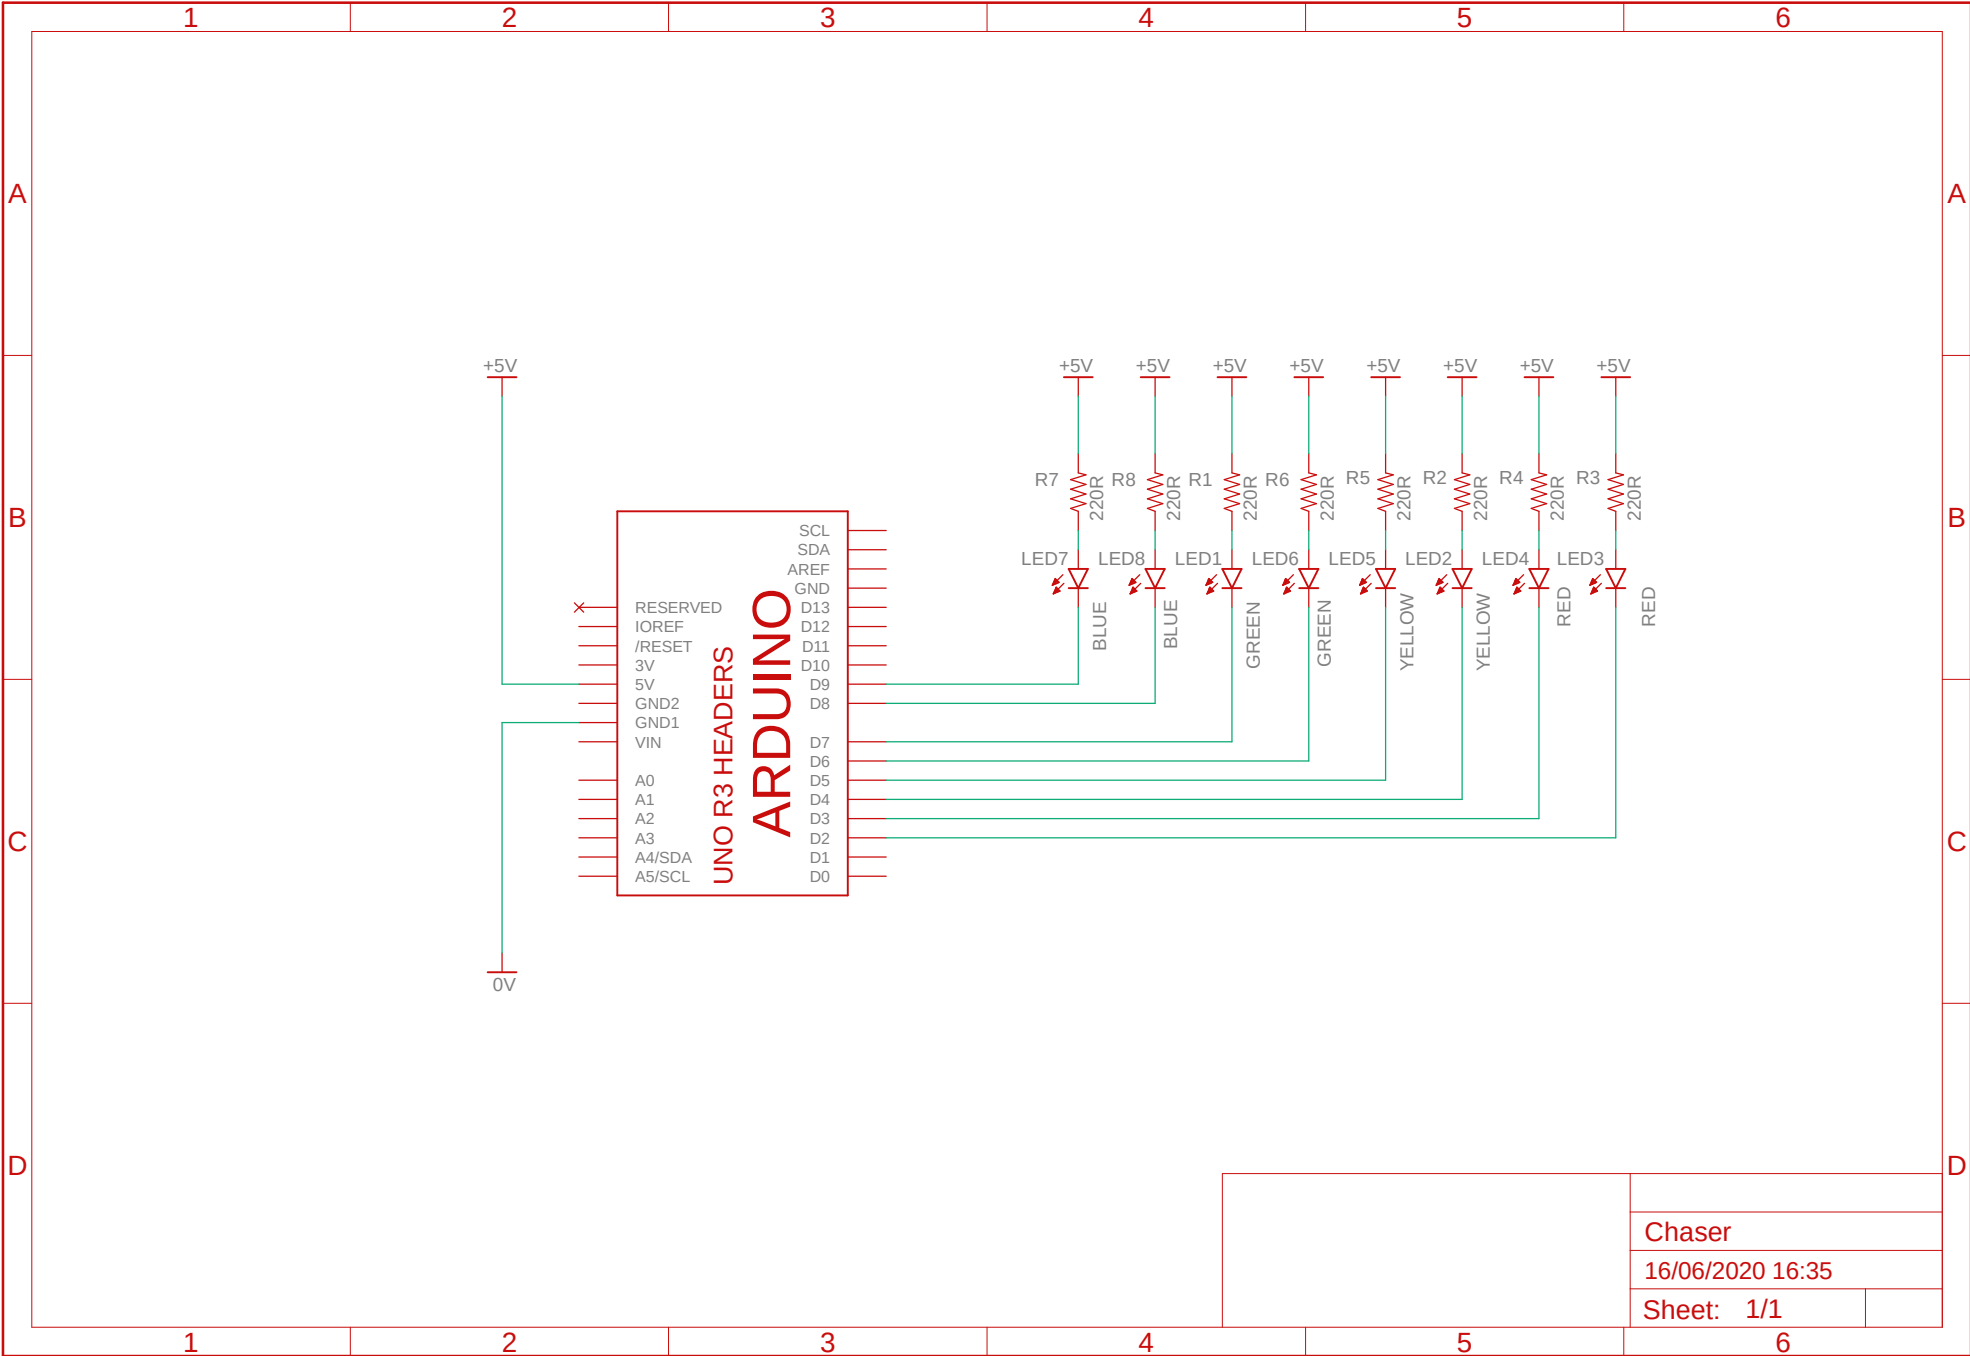 1 2 3 4 5 6
A A
+5V +5V +5V +5V +5V +5V +5V +5V +5V
R7 R8 R1 R6 R5 R2 R4 R3
220R 220R 220R 220R 220R 220R 220R 220R
B B
LED7 LED8 LED1 LED6 LED5 LED2 LED4 LED3
BLUE BLUE GREEN GREEN YELLOW YELLOW RED RED
RESERVED
IOREF
/RESET
3V
5V
GND2
GND1
VIN
A0
A1
A2
A3
A4/SDA
A5/SCL
UNO R3 HEADERS
ARDUINO
SCL
SDA
AREF
GND
D13
D12
D11
D10
D9
D8
D7
D6
D5
D4
D3
D2
D1
D0
C C
0V
D D
Chaser
16/06/2020 16:35
Sheet: 1/1
1 2 3 4 5 6